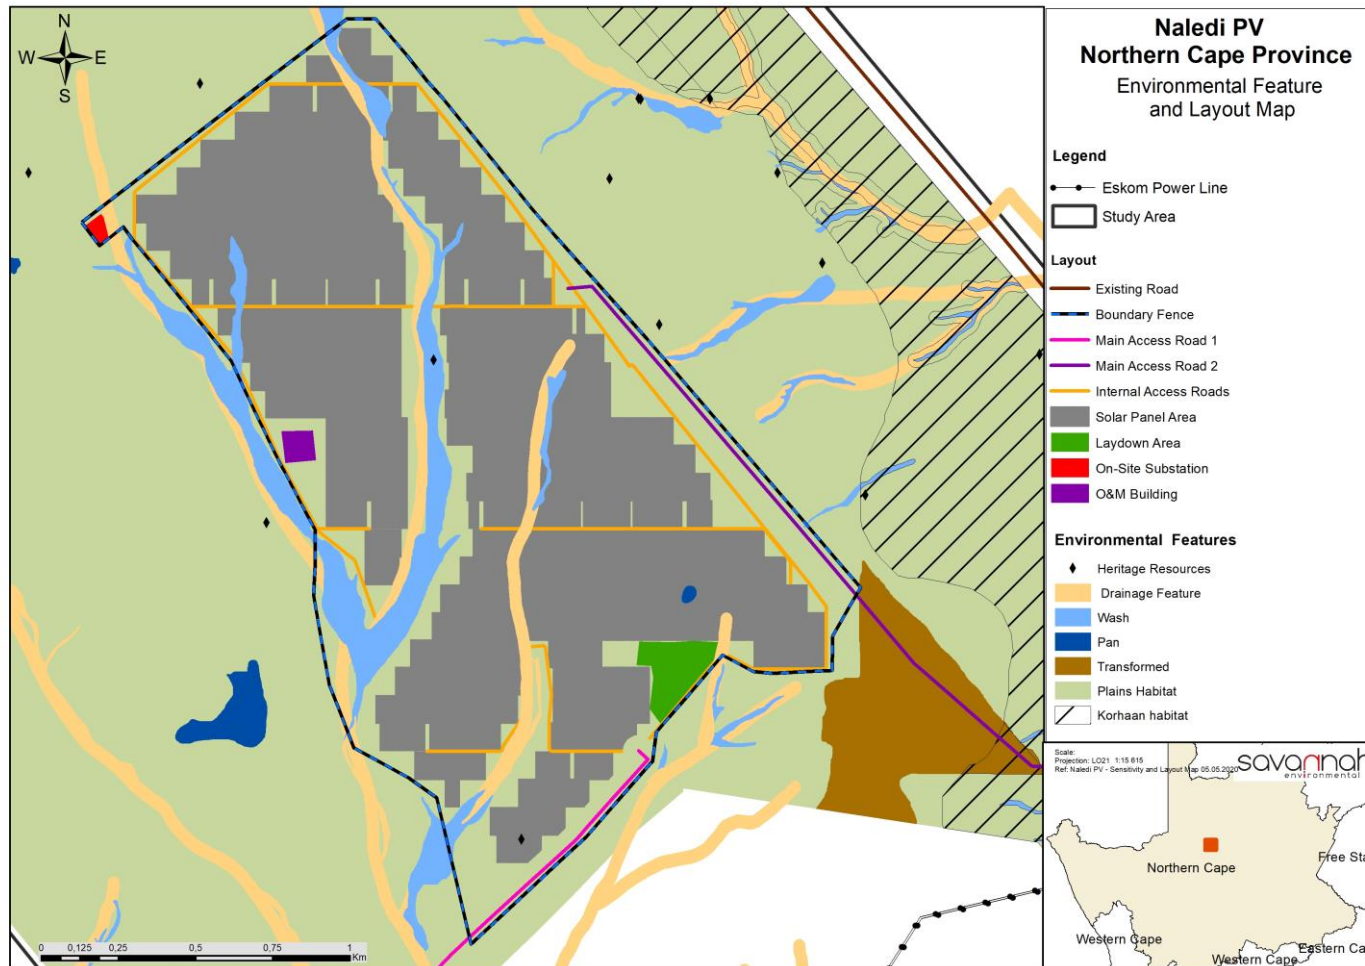 N
W E
S
Naledi PV
Northern Cape Province
Environmental Feature
and Layout Map
Legend
Eskom Power Line
Study Area
Layout
Existing Road
Boundary Fence
Main Access Road 1
Main Access Road 2
Internal Access Roads
Solar Panel Area
Laydown Area
On-Site Substation
O&M Building
Environmental Features
Heritage Resources
Drainage Feature
Wash
Pan
Transformed
Plains Habitat
Korhaan habitat
Scale:
Projection: LO21 1:15 615
Ref: Naledi PV - Sensitivity and Layout Map 05.05.2020
savannah
environmental
Northern Cape
Free Sta
Western Cape
Eastern Ca
Western Cape
0 0,125 0,25 0,5 0,75 1
Km